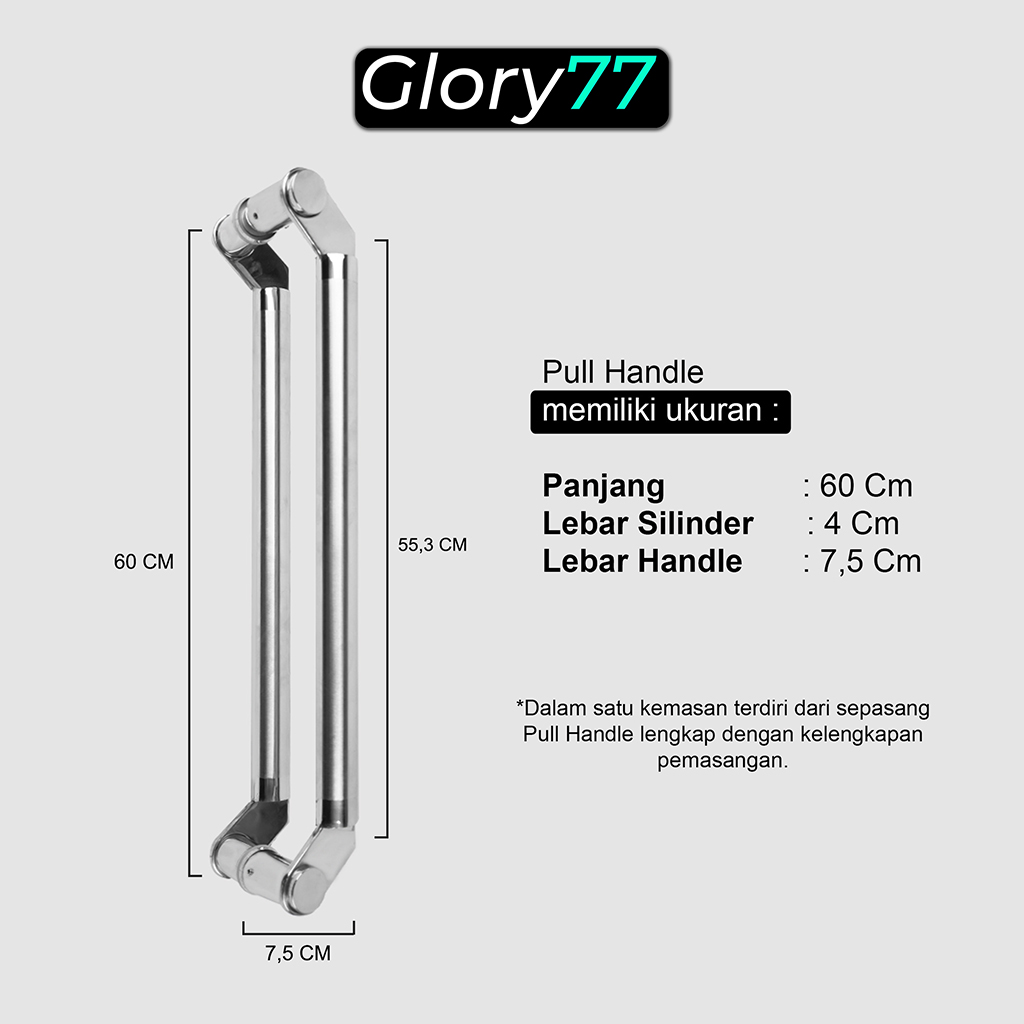 Glory77
Pull Handle
memiliki ukuran :
Panjang : 60 Cm
Lebar Silinder : 4 Cm
Lebar Handle : 7,5 Cm
60 CM
55,3 CM
*Dalam satu kemasan terdiri dari sepasang
Pull Handle lengkap dengan kelengkapan
pemasangan.
7,5 CM